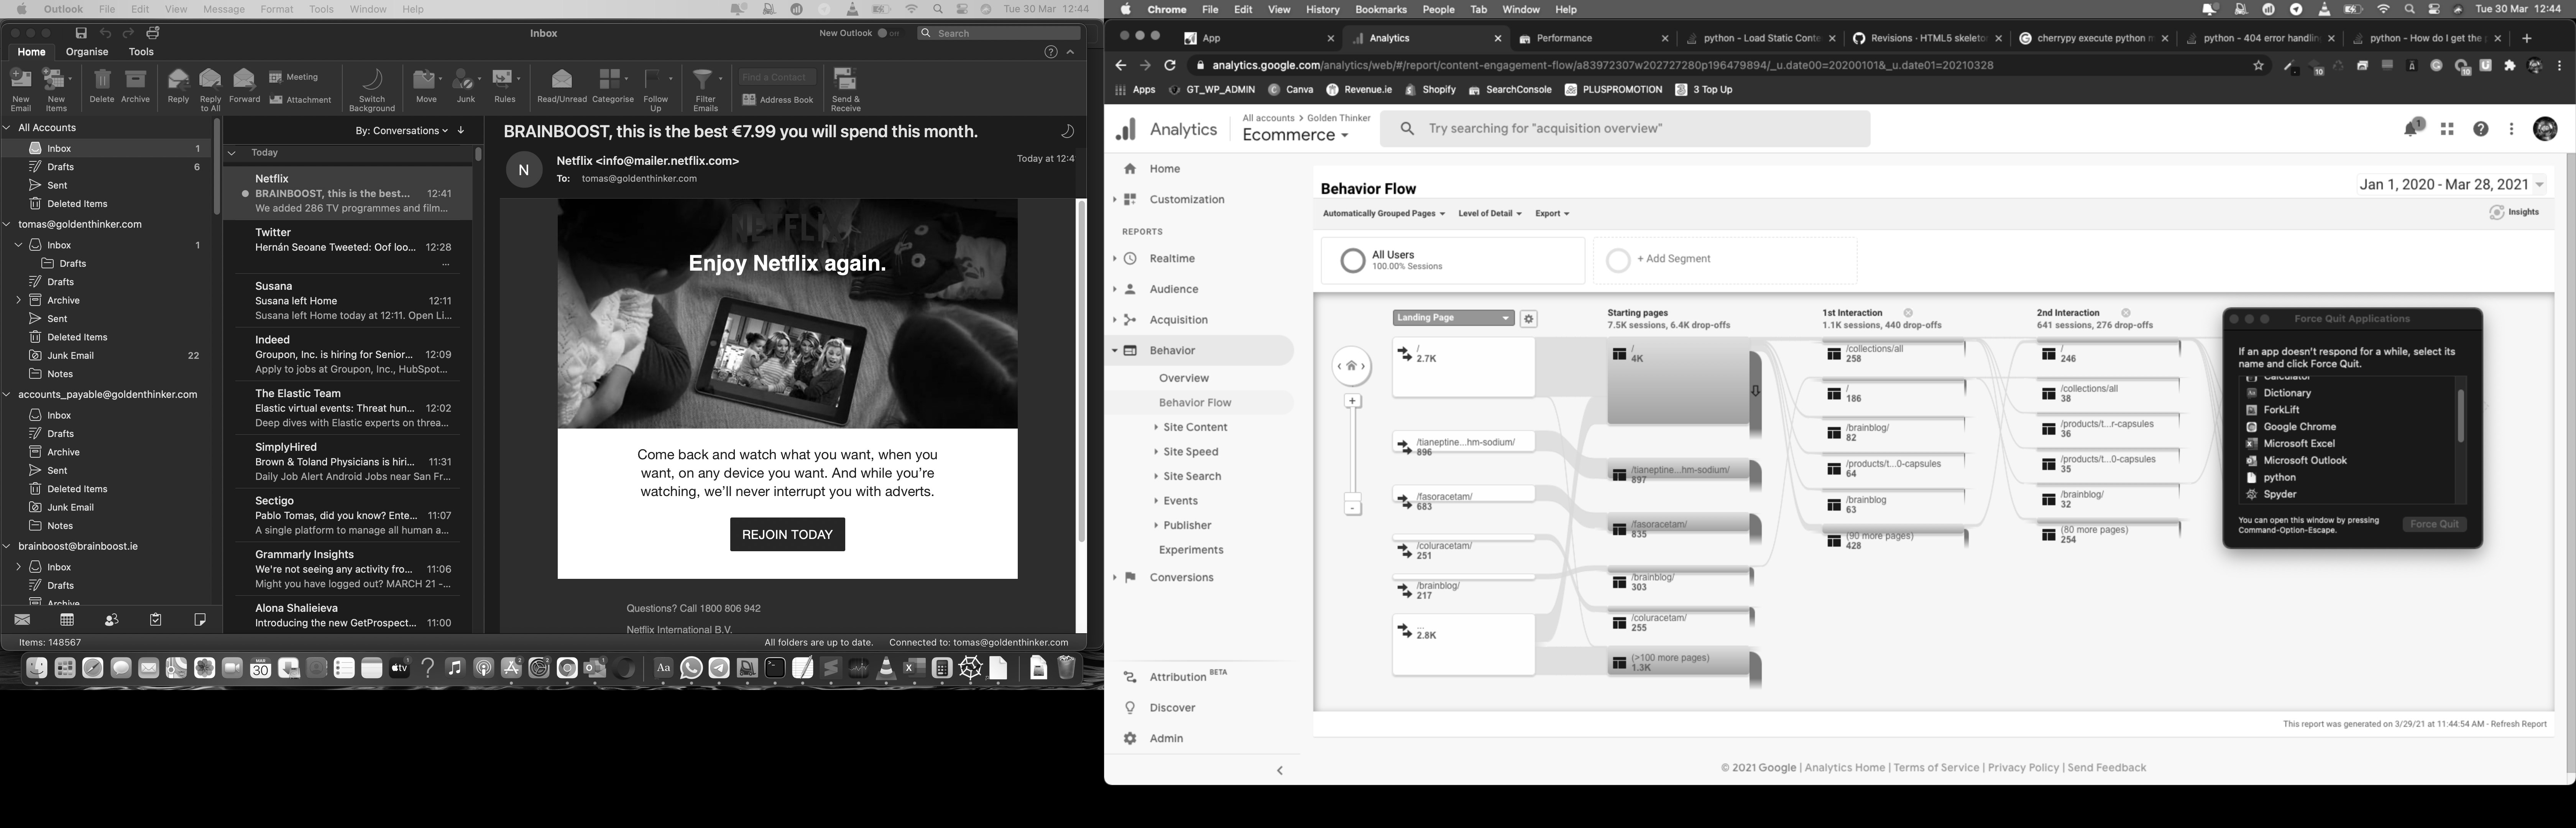 Outlook File Edit View Message Format Tools Window Help
Tue 30 Mar 12:44
Inbox
New Outlook
Search
Home Organise Tools
New Email
New Items
Delete
Archive
Reply
Reply to All
Forward
Meeting
Attachment
Switch Background
Move
Junk
Rules
Read/Unread
Categorise
Follow Up
Filter Emails
Find a Contact
Address Book
Send & Receive
All Accounts
Inbox 1
Drafts 6
Sent
Deleted Items
tomas@goldenthinker.com
Inbox 1
Drafts
Drafts
Archive
Sent
Deleted Items
Junk Email 22
Notes
accounts_payable@goldenthinker.com
Inbox
Drafts
Archive
Sent
Deleted Items
Junk Email
Notes
brainboost@brainboost.ie
Inbox
Drafts
Archive
Items: 148567
By: Conversations
Today
Netflix
BRAINBOOST, this is the best... 12:41
We added 286 TV programmes and film...
Twitter
Hernán Seoane Tweeted: Oof loo... 12:28
...
Susana
Susana left Home 12:11
Susana left Home today at 12:11. Open Li...
Indeed
Groupon, Inc. is hiring for Senior... 12:09
Apply to jobs at Groupon, Inc., HubSpot...
The Elastic Team
Elastic virtual events: Threat hun... 12:02
Deep dives with Elastic experts on threa...
SimplyHired
Brown & Toland Physicians is hiri... 11:31
Daily Job Alert Android Jobs near San Fr...
Sectigo
Pablo Tomas, did you know? Ente... 11:07
A single platform to manage all human a...
Grammarly Insights
We're not seeing any activity fro... 11:06
Might you have logged out? MARCH 21 -...
Alona Shalieieva
Introducing the new GetProspect... 11:00
BRAINBOOST, this is the best €7.99 you will spend this month.
N
Netflix <info@mailer.netflix.com>
To: tomas@goldenthinker.com
Today at 12:4
NETFLIX
Enjoy Netflix again.
Come back and watch what you want, when you
want, on any device you want. And while you're
watching, we'll never interrupt you with adverts.
REJOIN TODAY
Questions? Call 1800 806 942
Netflix International B.V.
All folders are up to date. Connected to: tomas@goldenthinker.com
MAR
30
tv
Aa
Chrome File Edit View History Bookmarks People Tab Window Help
Tue 30 Mar 12:44
App
Analytics
Performance
python - Load Static Conte
Revisions · HTML5 skeleto
cherrypy execute python
python - 404 error handlin
python - How do I get the
analytics.google.com/analytics/web/#/report/content-engagement-flow/a83972307w202727280p196479894/_u.date00=20200101&_u.date01=20210328
Apps GT_WP_ADMIN Canva Revenue.ie Shopify SearchConsole PLUSPROMOTION 3 Top Up
Analytics
All accounts > Golden Thinker
Ecommerce
Try searching for "acquisition overview"
1
Home
Customization
REPORTS
Realtime
Audience
Acquisition
Behavior
Overview
Behavior Flow
Site Content
Site Speed
Site Search
Events
Publisher
Experiments
Conversions
Attribution BETA
Discover
Admin
Behavior Flow
Jan 1, 2020 - Mar 28, 2021
Automatically Grouped Pages Level of Detail Export
Insights
All Users
100.00% Sessions
+ Add Segment
Landing Page
/
2.7K
/tianeptine...hm-sodium/
896
/fasoracetam/
683
/coluracetam/
251
/brainblog/
217
...
2.8K
Starting pages
7.5K sessions, 6.4K drop-offs
/
4K
/tianeptine...hm-sodium/
897
/fasoracetam/
835
/brainblog/
303
/coluracetam/
255
(>100 more pages)
1.3K
1st Interaction
1.1K sessions, 440 drop-offs
/collections/all
258
/
186
/brainblog/
82
/products/t...0-capsules
64
/brainblog
63
(90 more pages)
428
2nd Interaction
641 sessions, 276 drop-offs
/
246
/collections/all
38
/products/t...r-capsules
36
/products/t...0-capsules
35
/brainblog/
32
(80 more pages)
254
Force Quit Applications
If an app doesn't respond for a while, select its
name and click Force Quit.
Calculator
Dictionary
ForkLift
Google Chrome
Microsoft Excel
Microsoft Outlook
python
Spyder
You can open this window by pressing
Command-Option-Escape.
Force Quit
This report was generated on 3/29/21 at 11:44:54 AM - Refresh Report
© 2021 Google | Analytics Home | Terms of Service | Privacy Policy | Send Feedback